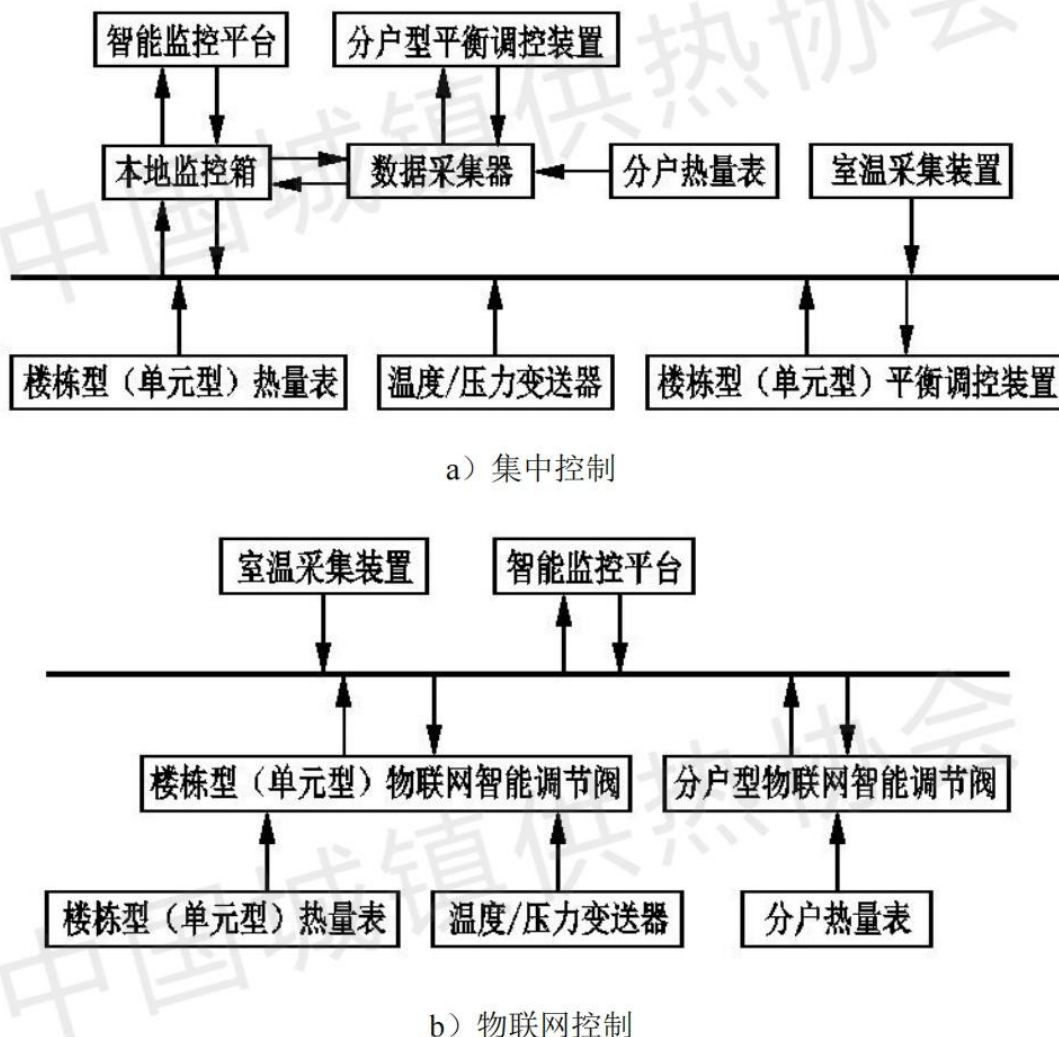 智能监控平台 分户型平衡调控装置
本地监控箱 数据采集器 分户热量表 室温采集装置
楼栋型（单元型）热量表 温度/压力变送器 楼栋型（单元型）平衡调控装置
a）集中控制
室温采集装置 智能监控平台
楼栋型（单元型）物联网智能调节阀 分户型物联网智能调节阀
楼栋型（单元型）热量表 温度/压力变送器 分户热量表
b）物联网控制
中国城镇供热协会
中国城镇供热协会